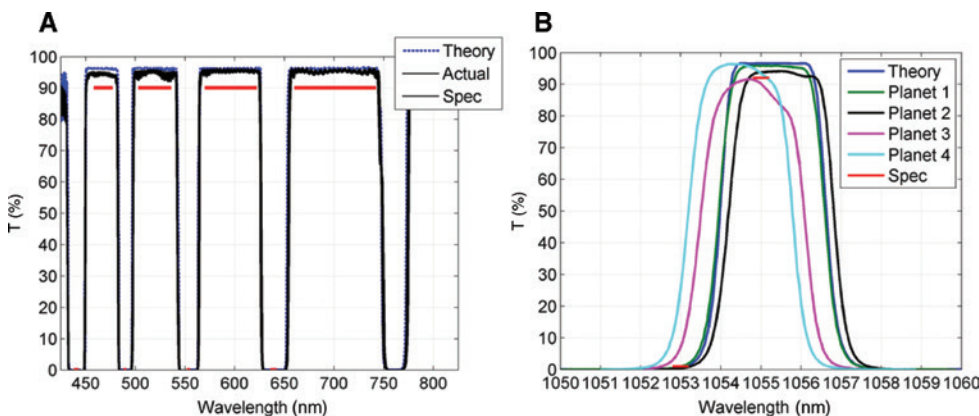 A
Theory
Actual
Spec
100
90
80
70
60
50
40
30
20
10
0
T (%)
450 500 550 600 650 700 750 800
Wavelength (nm)
B
Theory
Planet 1
Planet 2
Planet 3
Planet 4
Spec
100
90
80
70
60
50
40
30
20
10
0
T (%)
1050 1051 1052 1053 1054 1055 1056 1057 1058 1059 1060
Wavelength (nm)